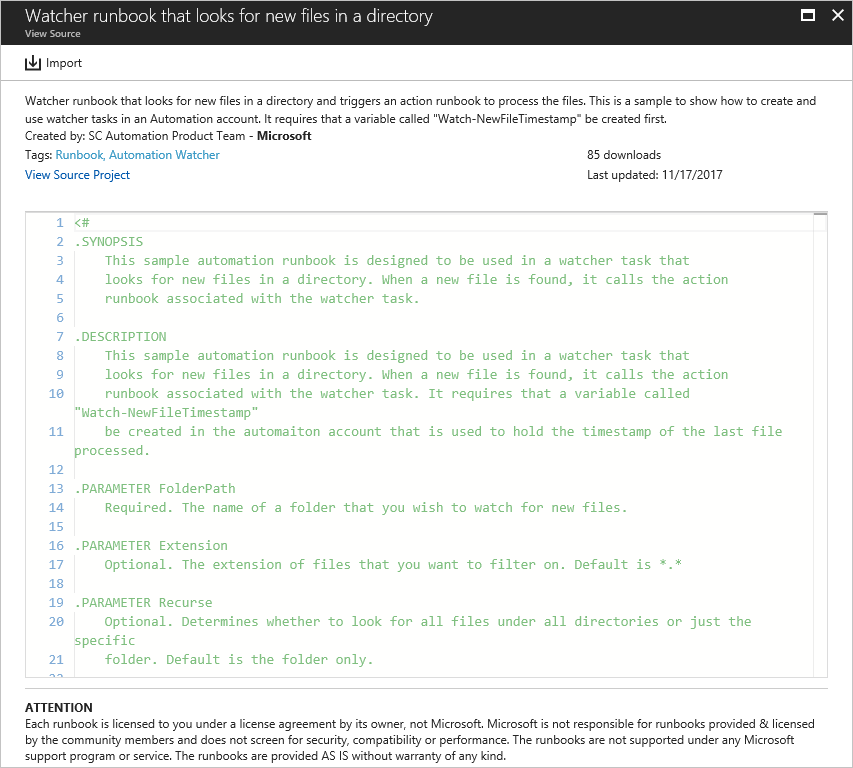 Watcher runbook that looks for new files in a directory
View Source
Import
Watcher runbook that looks for new files in a directory and triggers an action runbook to process the files. This is a sample to show how to create and
use watcher tasks in an Automation account. It requires that a variable called "Watch-NewFileTimestamp" be created first.
Created by: SC Automation Product Team - Microsoft
Tags: Runbook, Automation Watcher
85 downloads
View Source Project
Last updated: 11/17/2017
1 <#
2 .SYNOPSIS
3 This sample automation runbook is designed to be used in a watcher task that
4 looks for new files in a directory. When a new file is found, it calls the action
5 runbook associated with the watcher task.
6
7 .DESCRIPTION
8 This sample automation runbook is designed to be used in a watcher task that
9 looks for new files in a directory. When a new file is found, it calls the action
10 runbook associated with the watcher task. It requires that a variable called
"Watch-NewFileTimestamp"
11 be created in the automaiton account that is used to hold the timestamp of the last file
processed.
12
13 .PARAMETER FolderPath
14 Required. The name of a folder that you wish to watch for new files.
15
16 .PARAMETER Extension
17 Optional. The extension of files that you want to filter on. Default is *.*
18
19 .PARAMETER Recurse
20 Optional. Determines whether to look for all files under all directories or just the
specific
21 folder. Default is the folder only.
ATTENTION
Each runbook is licensed to you under a license agreement by its owner, not Microsoft. Microsoft is not responsible for runbooks provided & licensed
by the community members and does not screen for security, compatibility or performance. The runbooks are not supported under any Microsoft
support program or service. The runbooks are provided AS IS without warranty of any kind.